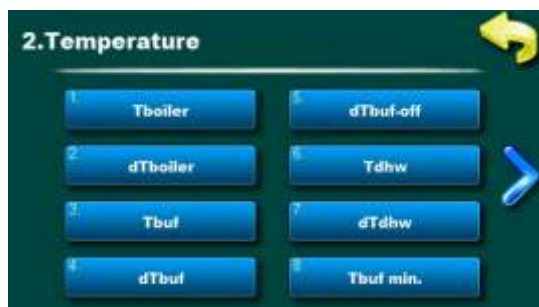 2.Temperature
1. Tboiler
2. dTboiler
3. Tbuf
4. dTbuf
5. dTbuf-off
6. Tdhw
7 dTdhw
8 Tbuf min.